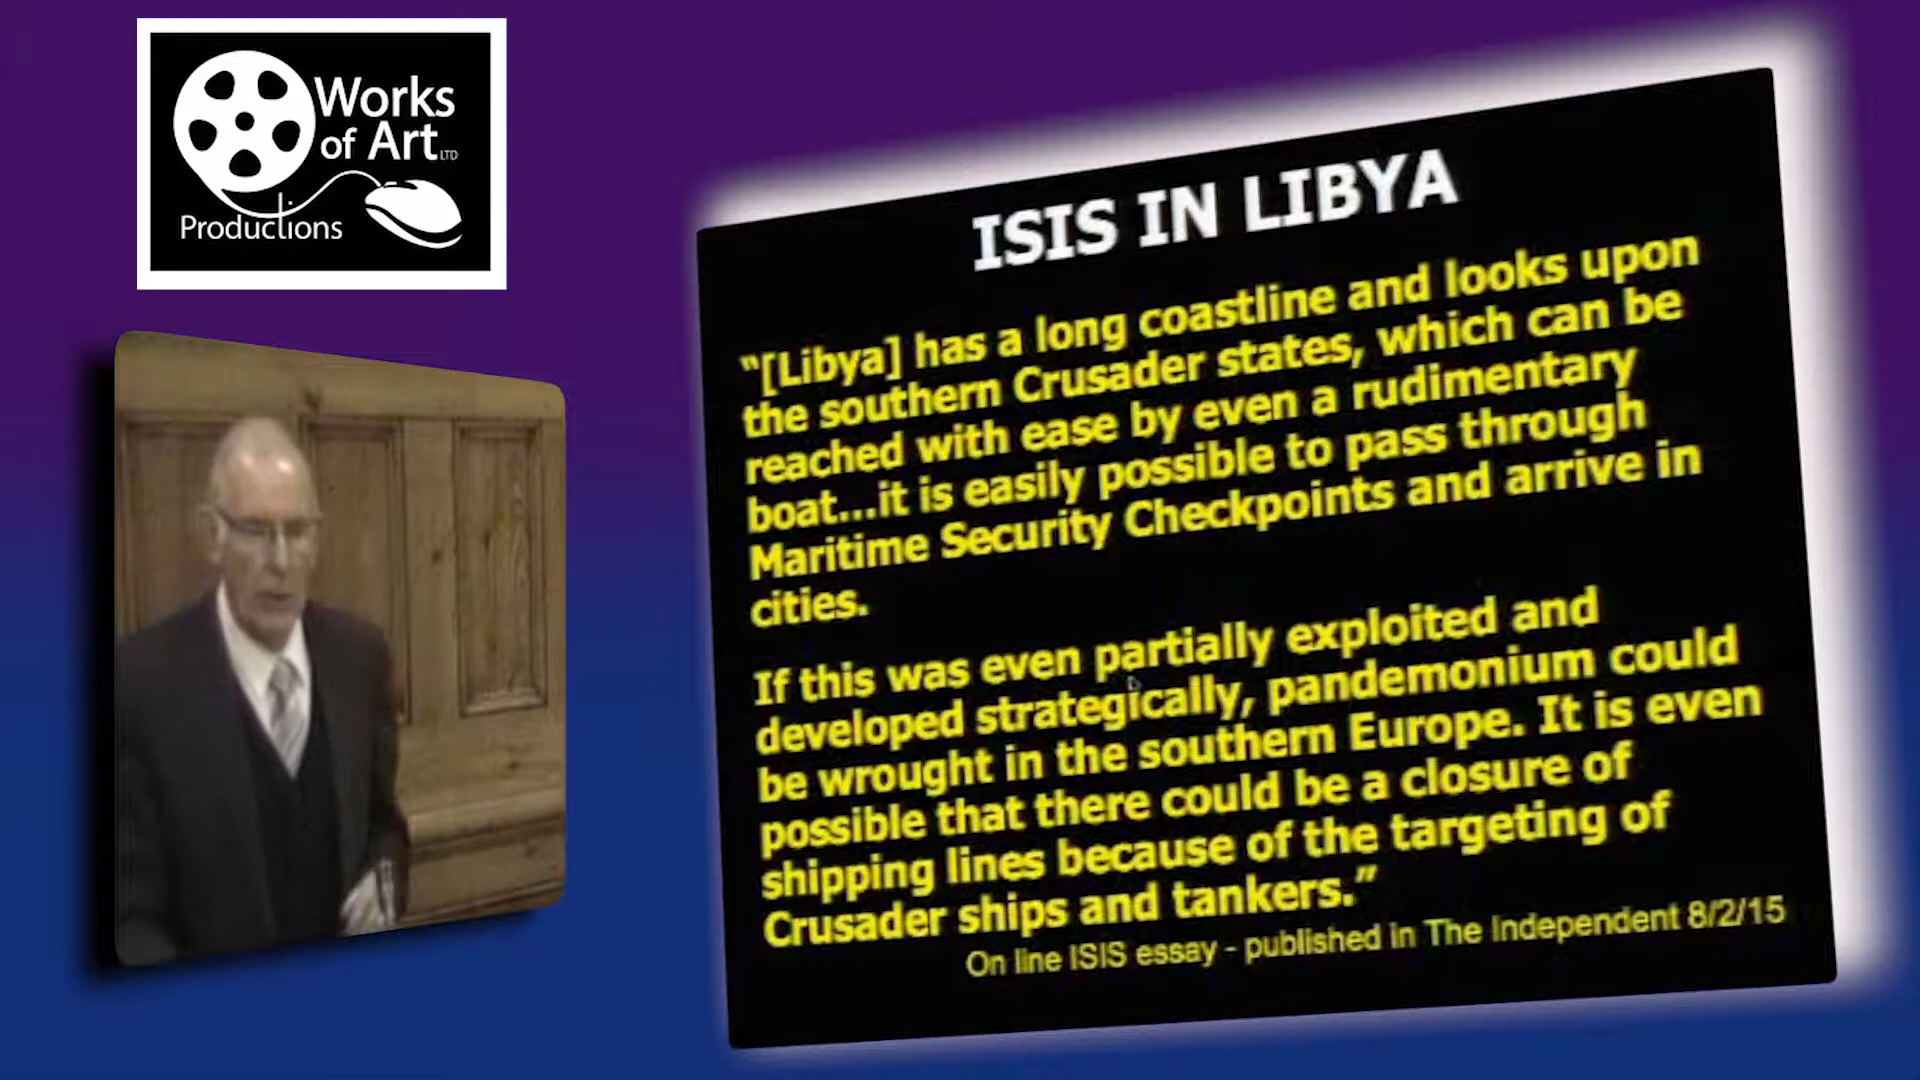 Works
of Art LTD
Productions
ISIS IN LIBYA
“[Libya] has a long coastline and looks upon
the southern Crusader states, which can be
reached with ease by even a rudimentary
boat...it is easily possible to pass through
Maritime Security Checkpoints and arrive in
cities.
If this was even partially exploited and
developed strategically, pandemonium could
be wrought in the southern Europe. It is even
possible that there could be a closure of
shipping lines because of the targeting of
Crusader ships and tankers.”
On line ISIS essay - published in The Independent 8/2/15